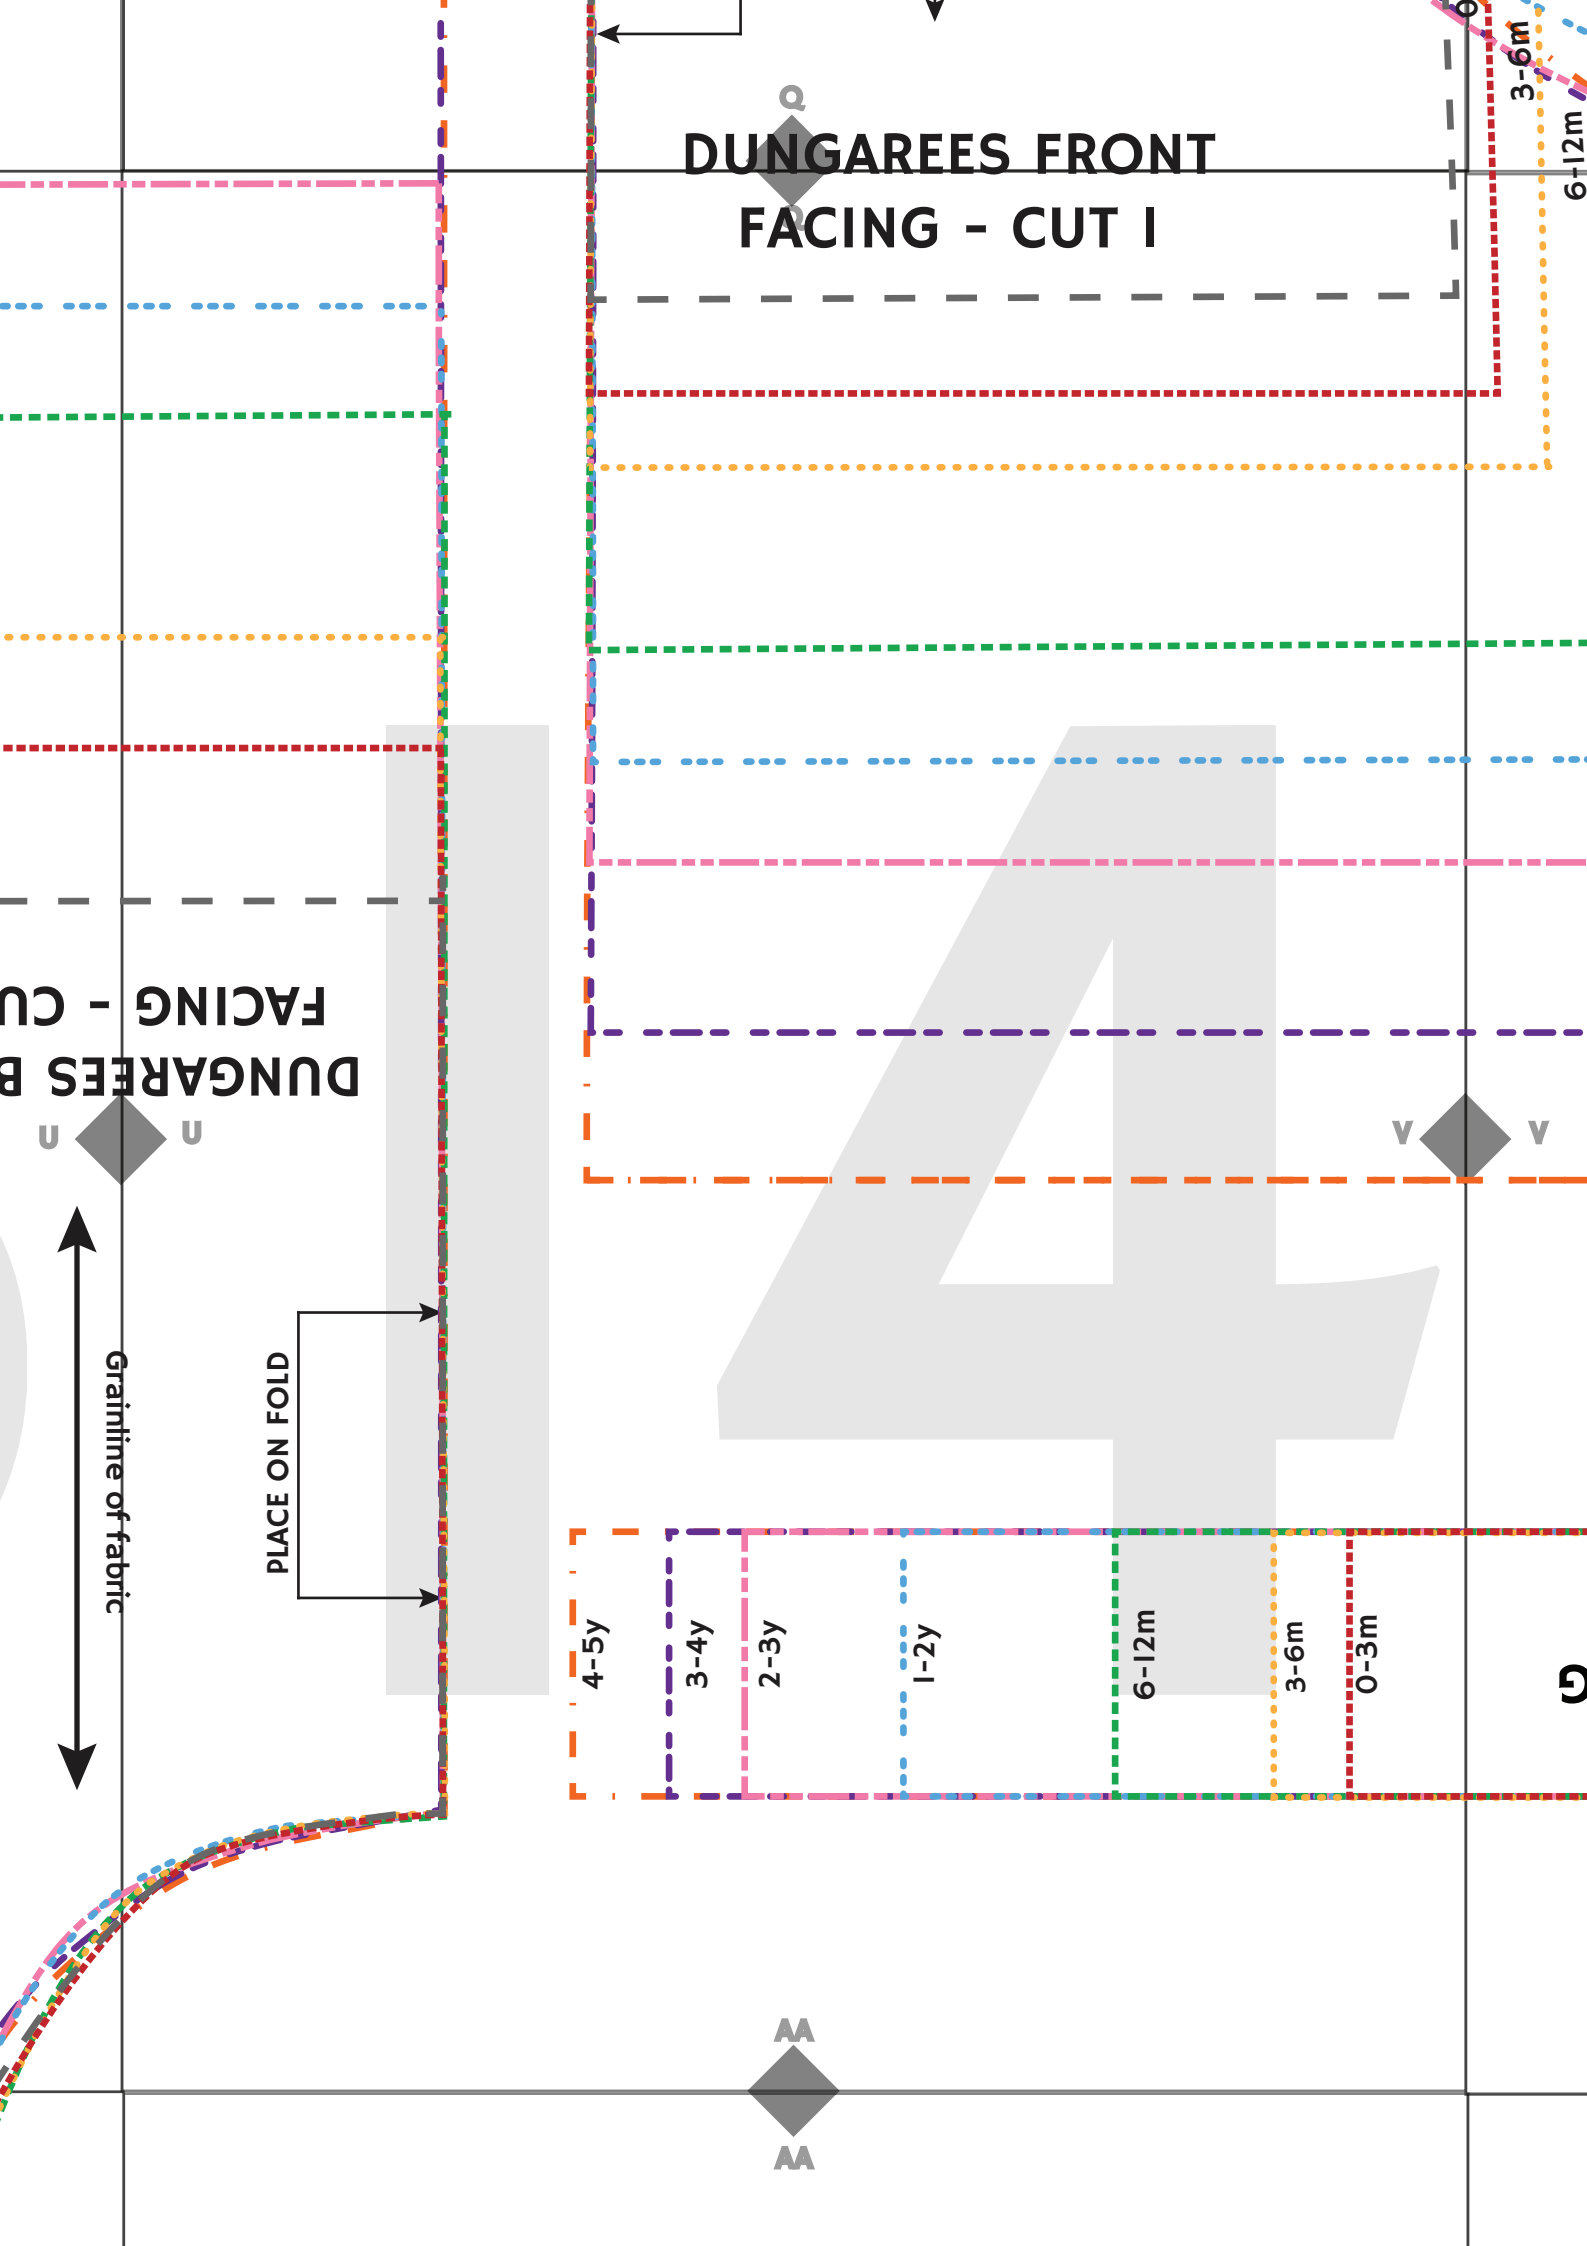 Q
DUNGAREES FRONT
FACING - CUT 1
Q
3-6m
6-12m
14
DUNGAREES B
FACING - CU
U
U
V
V
Grainline of fabric
PLACE ON FOLD
4-5y
3-4y
2-3y
1-2y
6-12m
3-6m
0-3m
G
AA
AA